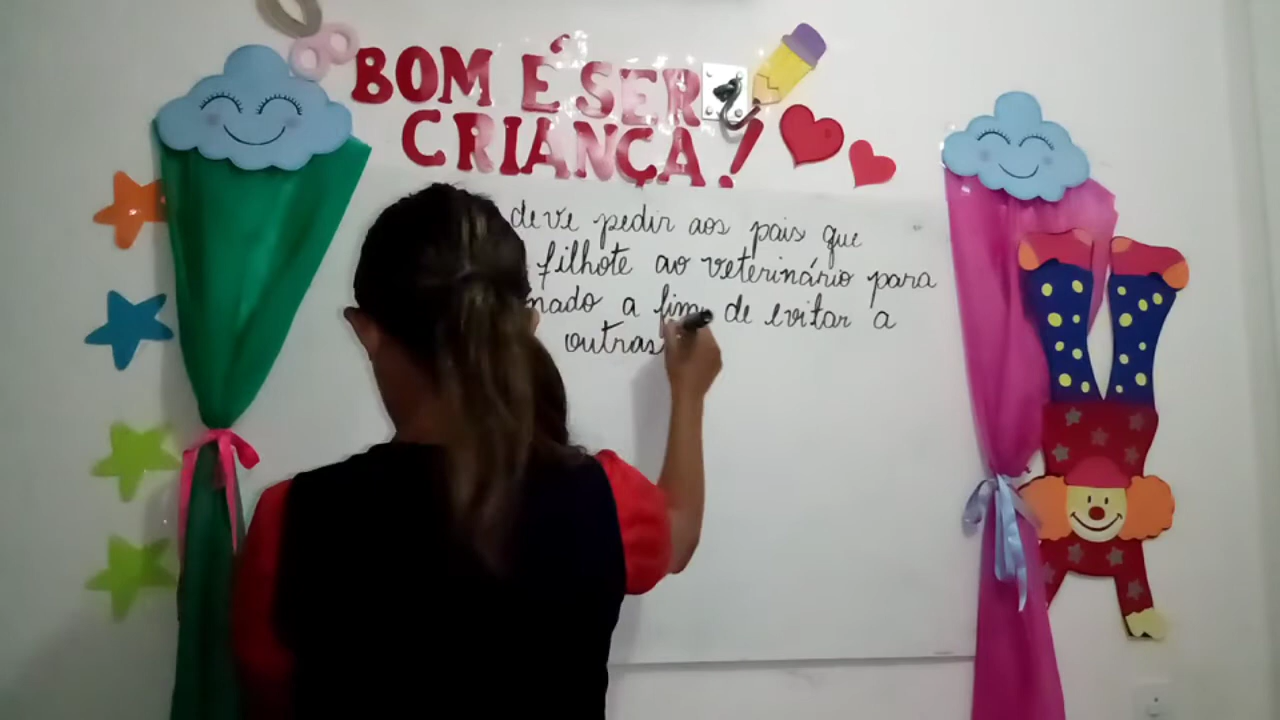 BOM É SER
CRIANÇA!
deve pedir aos pais que
filhote ao veterinário para
nado a fim de evitar a
outras